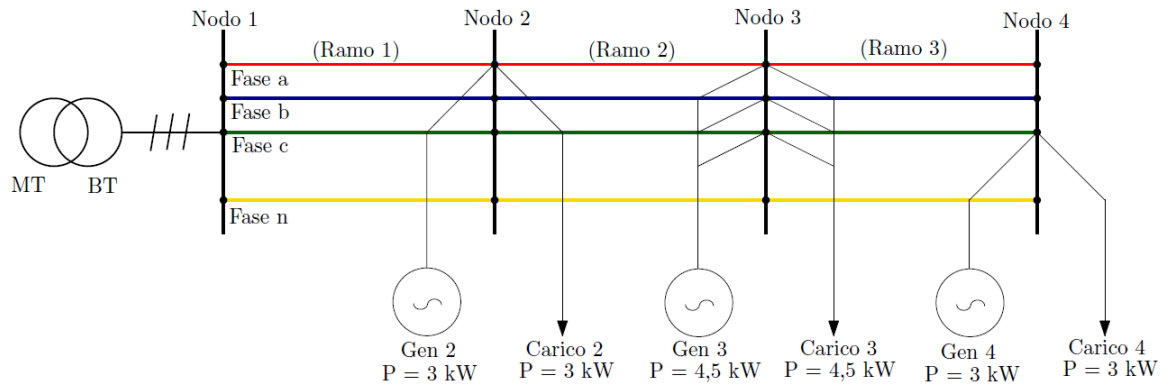 Nodo 1
Nodo 2
Nodo 3
Nodo 4
(Ramo 1)
(Ramo 2)
(Ramo 3)
Fase a
Fase b
Fase c
Fase n
MT
BT
Gen 2
P = 3 kW
Carico 2
P = 3 kW
Gen 3
P = 4,5 kW
Carico 3
P = 4,5 kW
Gen 4
P = 3 kW
Carico 4
P = 3 kW